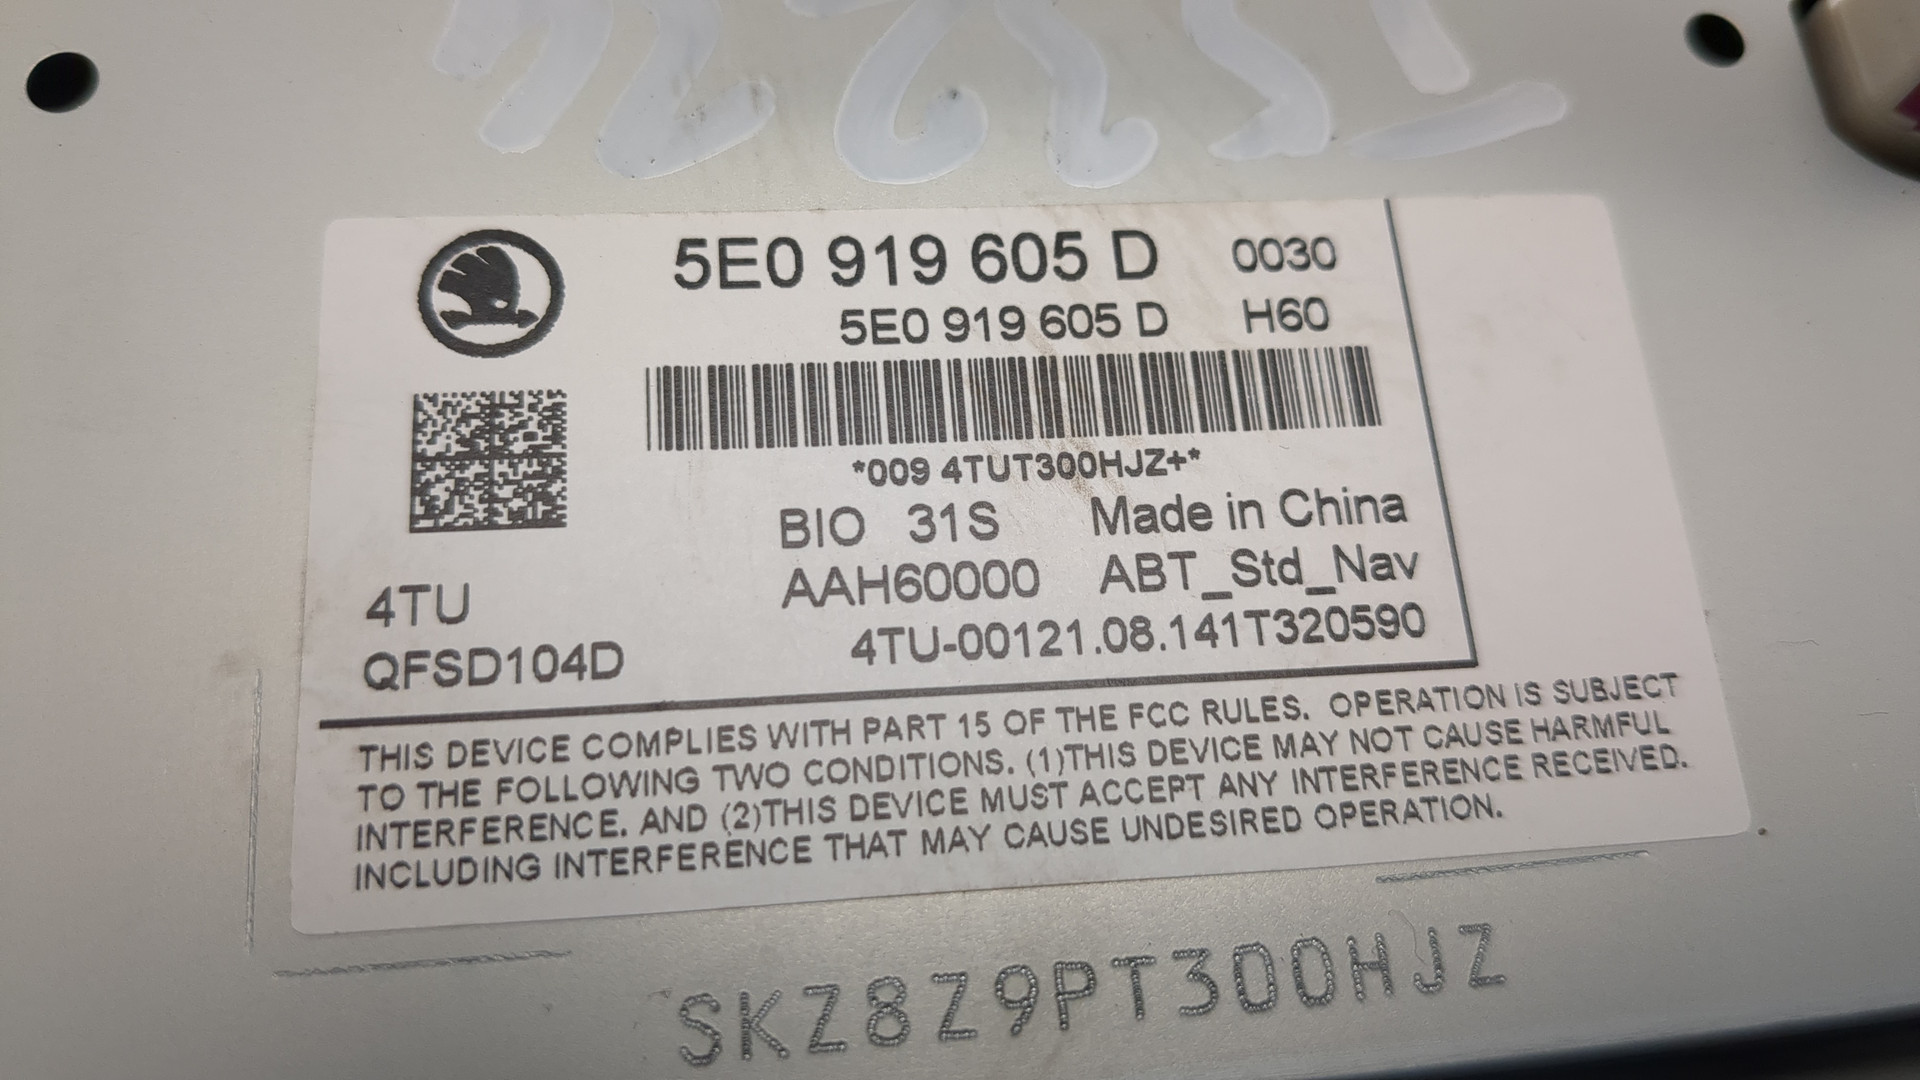 5E0 919 605 D 0030
5E0 919 605 D H60
*009 4TUT300HJZ+*
BIO 31S Made in China
4TU AAH60000 ABT_Std_Nav
QFSD104D 4TU-00121.08.141T320590
THIS DEVICE COMPLIES WITH PART 15 OF THE FCC RULES. OPERATION IS SUBJECT
TO THE FOLLOWING TWO CONDITIONS. (1)THIS DEVICE MAY NOT CAUSE HARMFUL
INTERFERENCE. AND (2)THIS DEVICE MUST ACCEPT ANY INTERFERENCE RECEIVED.
INCLUDING INTERFERENCE THAT MAY CAUSE UNDESIRED OPERATION.
SKZ8Z9PT300HJZ